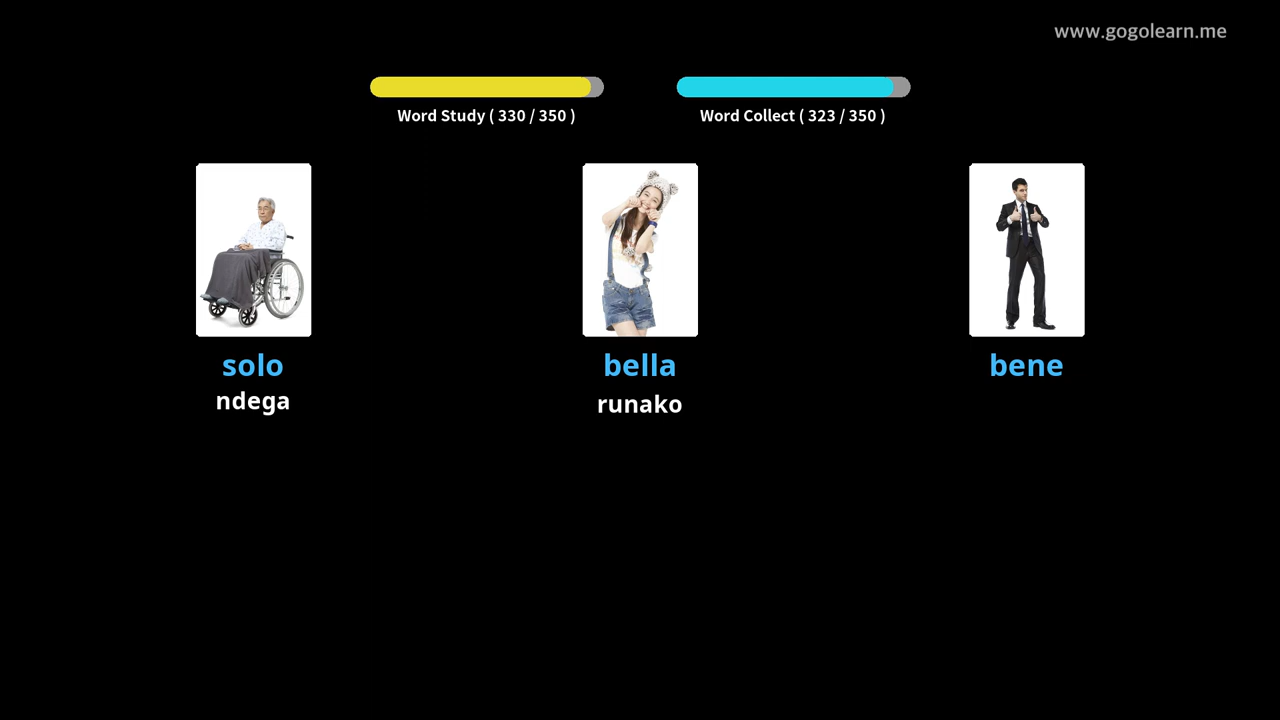 www.gogolearn.me
Word Study ( 330 / 350 )
Word Collect ( 323 / 350 )
solo
ndega
bella
runako
bene